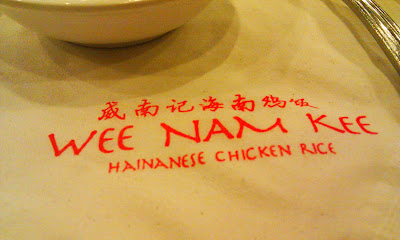 威南记海南鸡饭
WEE NAM KEE
HAINANESE CHICKEN RICE